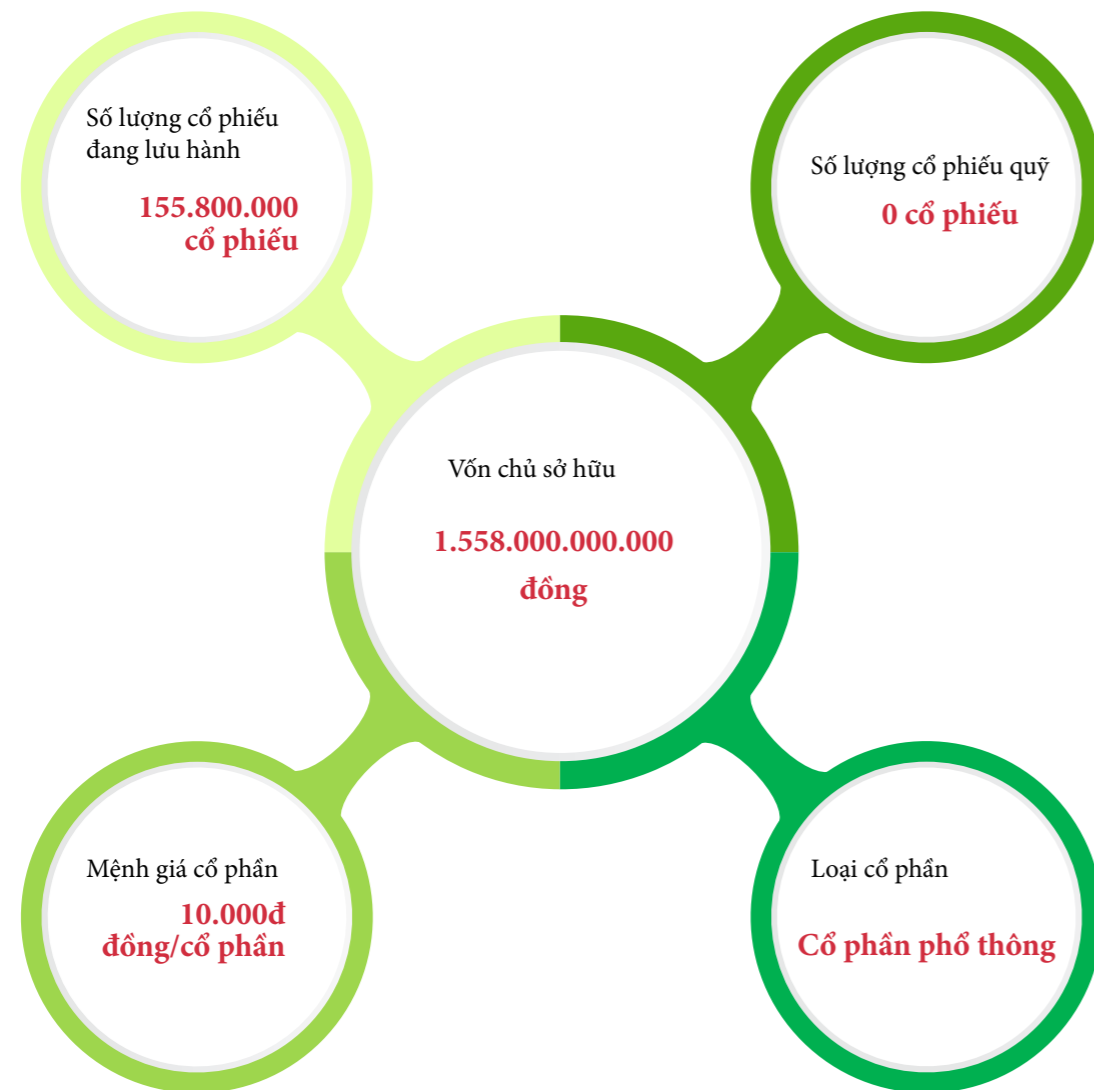 Số lượng cổ phiếu
đang lưu hành
155.800.000
cổ phiếu
Số lượng cổ phiếu quỹ
0 cổ phiếu
Vốn chủ sở hữu
1.558.000.000.000
đồng
Mệnh giá cổ phần
10.000đ
đồng/cổ phần
Loại cổ phần
Cổ phần phổ thông